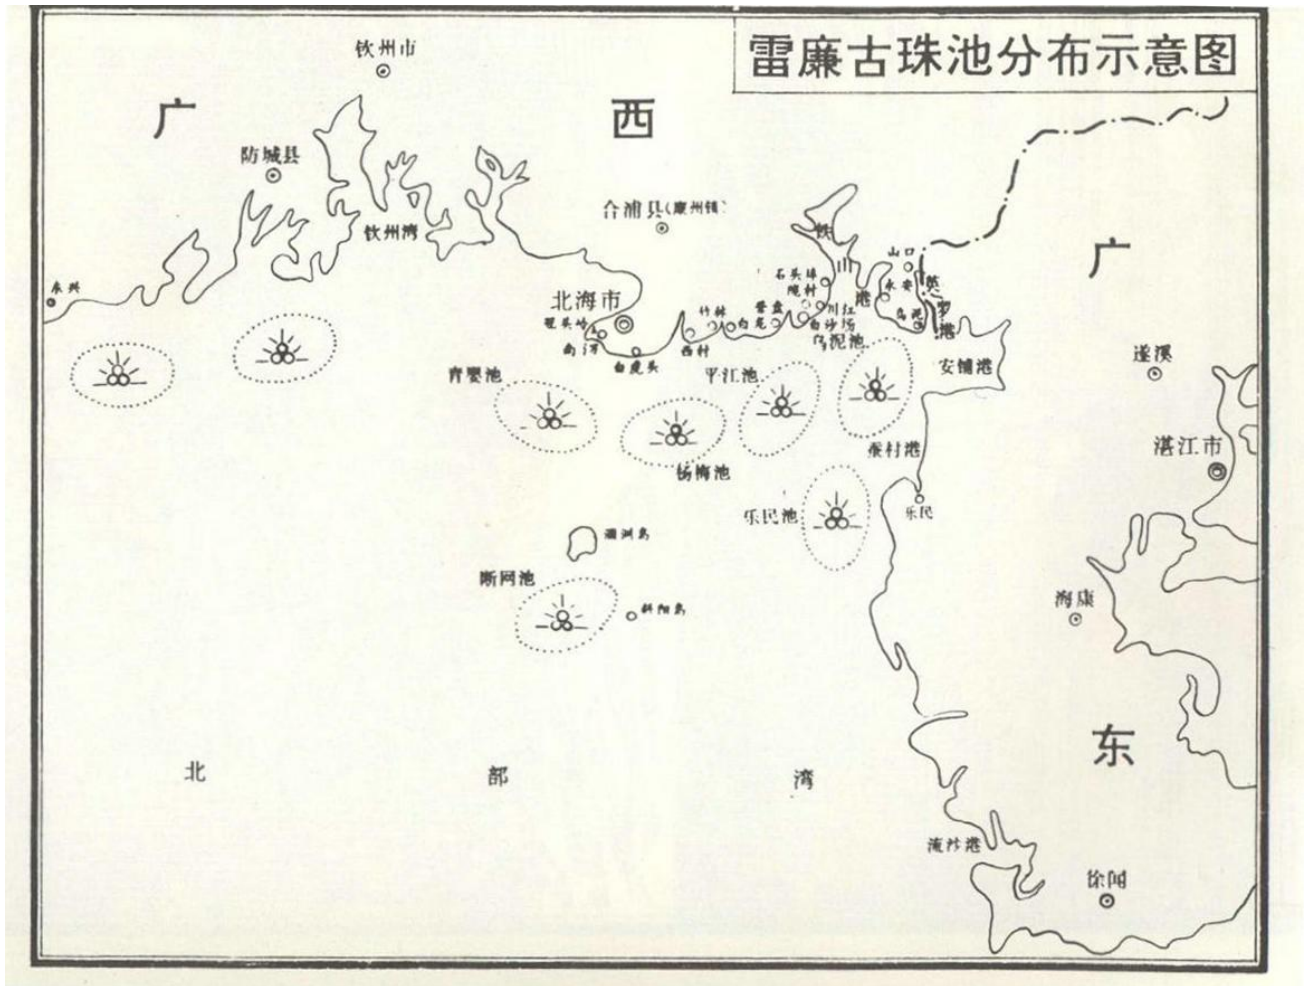 雷廉古珠池分布示意图
钦州市
广
西
防城县
合浦县(廉州镇)
钦州湾
铁
山
港
山口
广
永安
英
罗
港
东兴
北海市
石头埠
竹林
营盘
川江
冠头岭
白龙
白沙场
乌泥
乌泥池
西村
白虎头
安铺港
遂溪
平江池
湛江市
杨梅池
乐民池
乐民
涠洲岛
断网池
斜阳岛
海康
东
北
部
湾
流沙港
徐闻